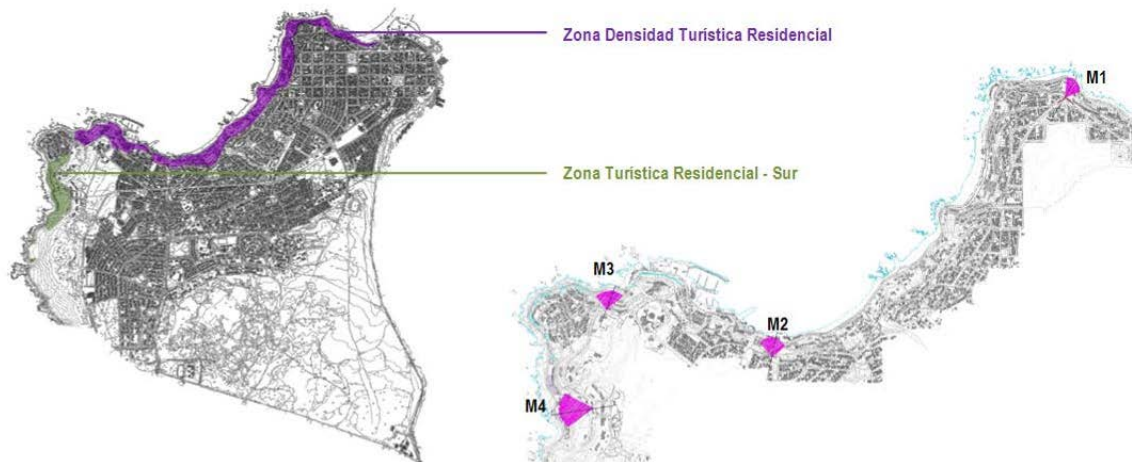 Zona Densidad Turística Residencial
Zona Turística Residencial - Sur
M1
M3
M2
M4